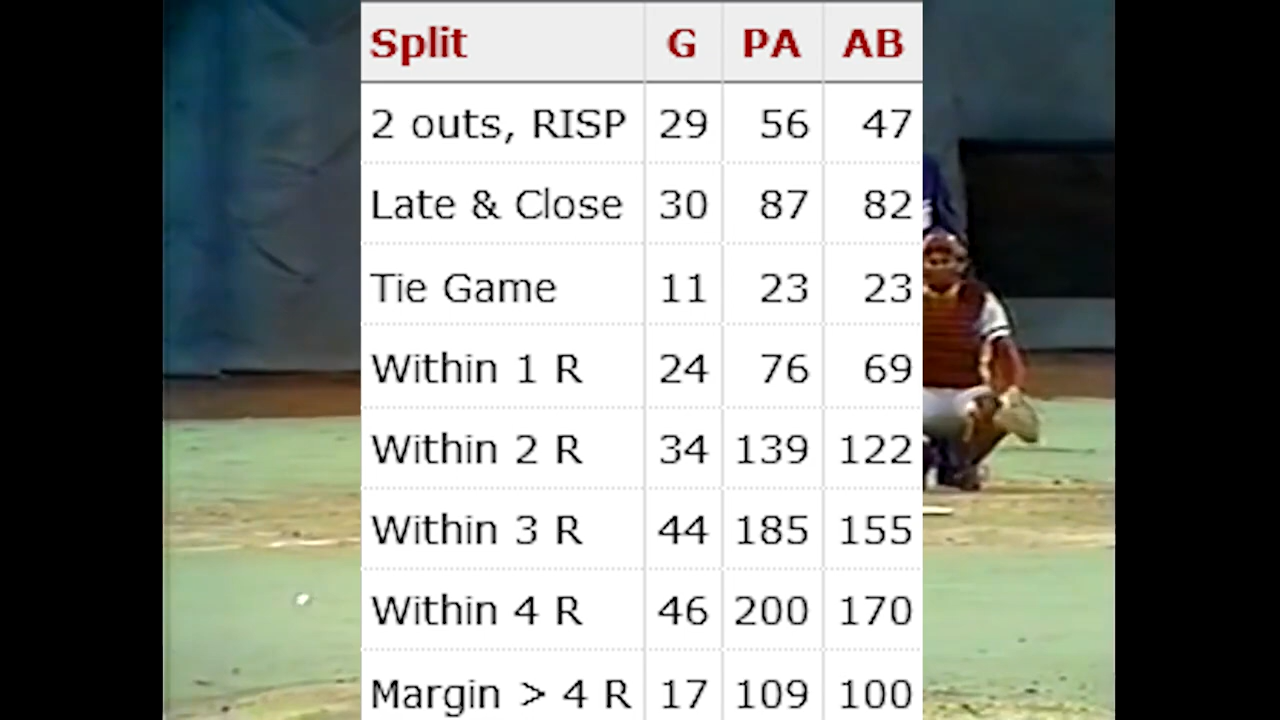 Split G PA AB
2 outs, RISP 29 56 47
Late & Close 30 87 82
Tie Game 11 23 23
Within 1 R 24 76 69
Within 2 R 34 139 122
Within 3 R 44 185 155
Within 4 R 46 200 170
Margin > 4 R 17 109 100